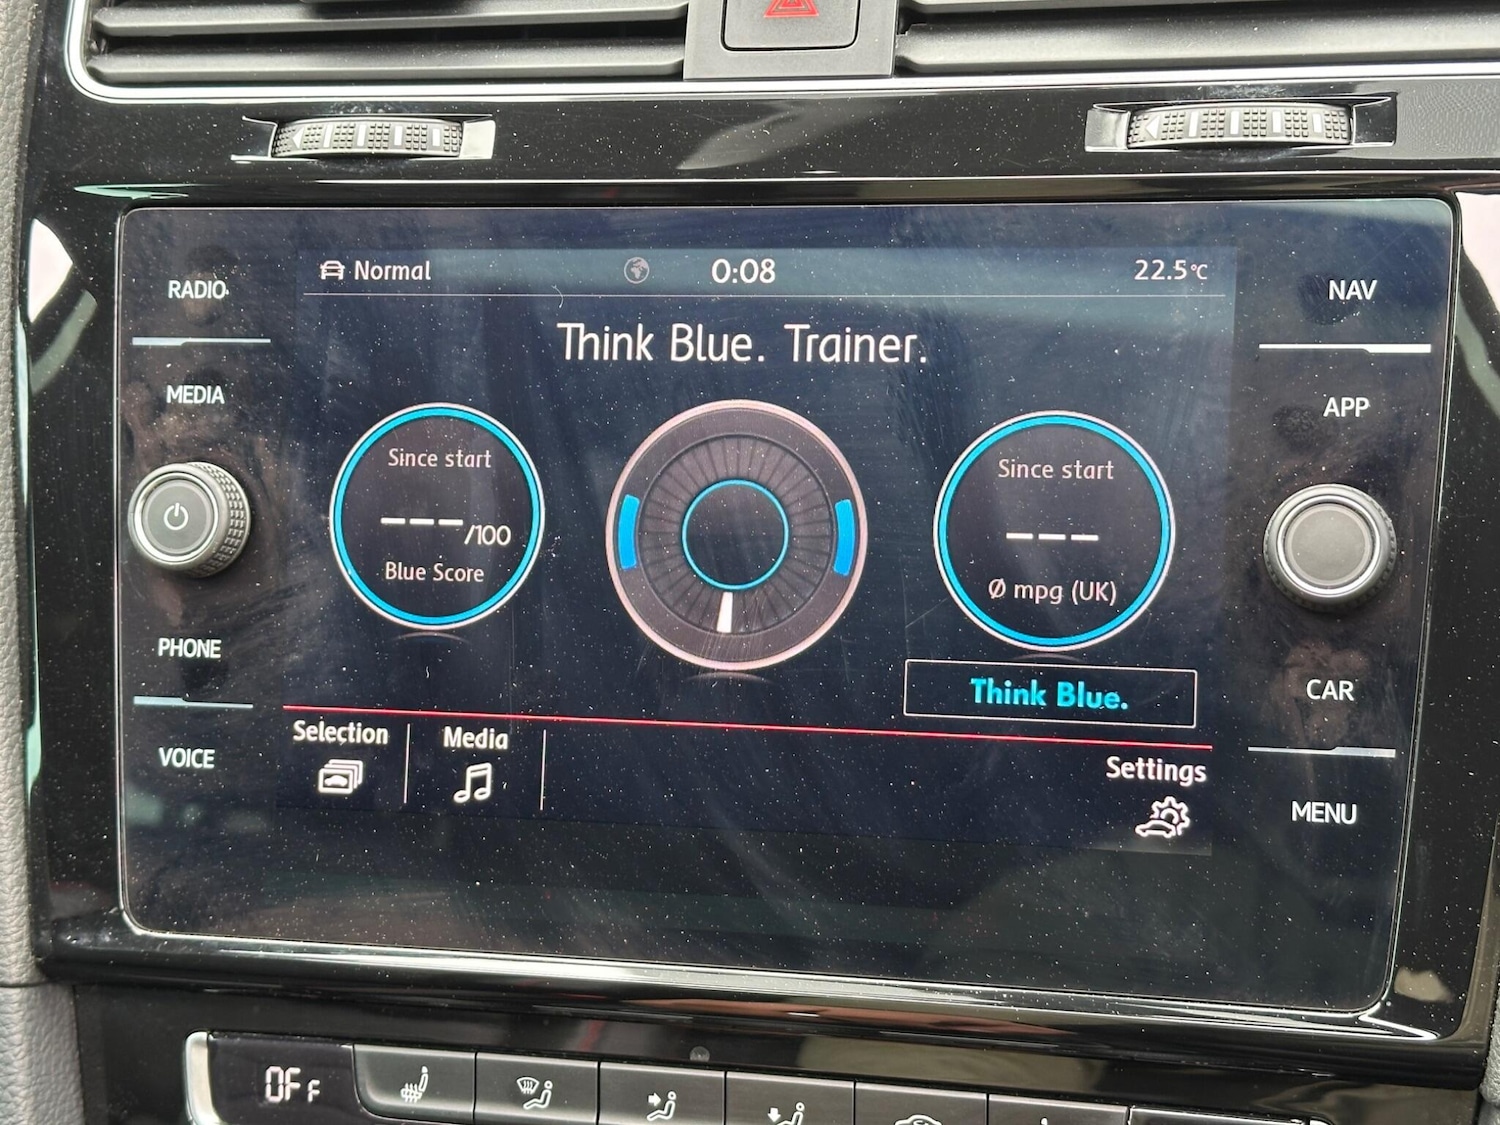 RADIO
MEDIA
PHONE
VOICE
Normal
0:08
22.5°C
Think Blue. Trainer.
Since start
---/100
Blue Score
Since start
---
Ø mpg (UK)
Think Blue.
Selection
Media
Settings
NAV
APP
CAR
MENU
OFF